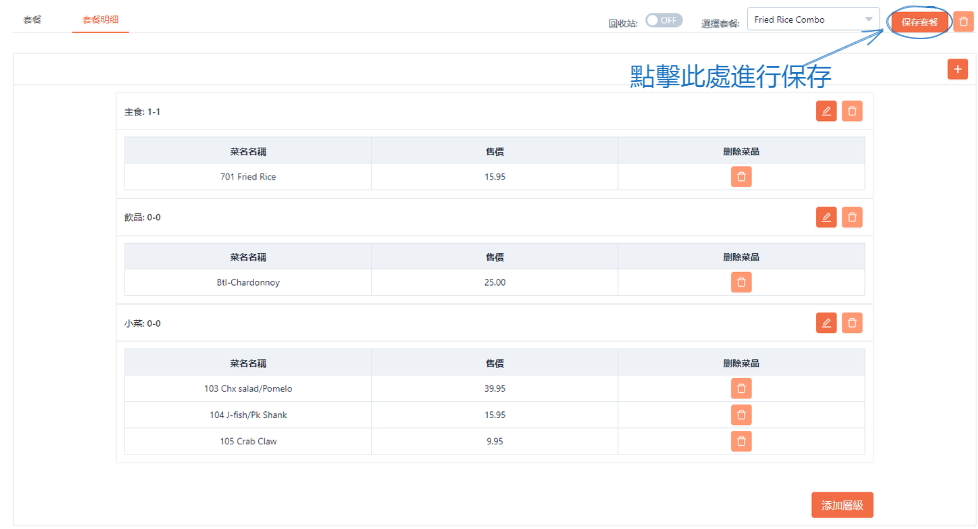 套餐 套餐明細 回收站: OFF 選擇套餐: Fried Rice Combo 保存套餐
點擊此處進行保存
主食: 1-1
菜名名稱 售價 刪除菜品
701 Fried Rice 15.95
飲品: 0-0
菜名名稱 售價 刪除菜品
Btl-Chardonnoy 25.00
小菜: 0-0
菜名名稱 售價 刪除菜品
103 Chx salad/Pomelo 39.95
104 J-fish/Pk Shank 15.95
105 Crab Claw 9.95
添加層級